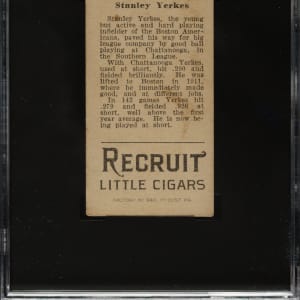 Stanley Yerkes
Stanley Yerkes, the young
but active and hard playing
infielder of the Boston Amer-
icans, paved his way for big
league company by good ball
playing at Chattanooga, in
the Southern League.
With Chattanooga Yerkes,
used at short, hit .290 and
fielded brilliantly. He was
lifted to Boston in 1911,
where he immediately made
good, and at different jobs.
In 142 games Yerkes hit
.279 and fielded .926 at
short, well above the first
year average. He is now be-
ing played at short.
RECRUIT
LITTLE CIGARS
FACTORY